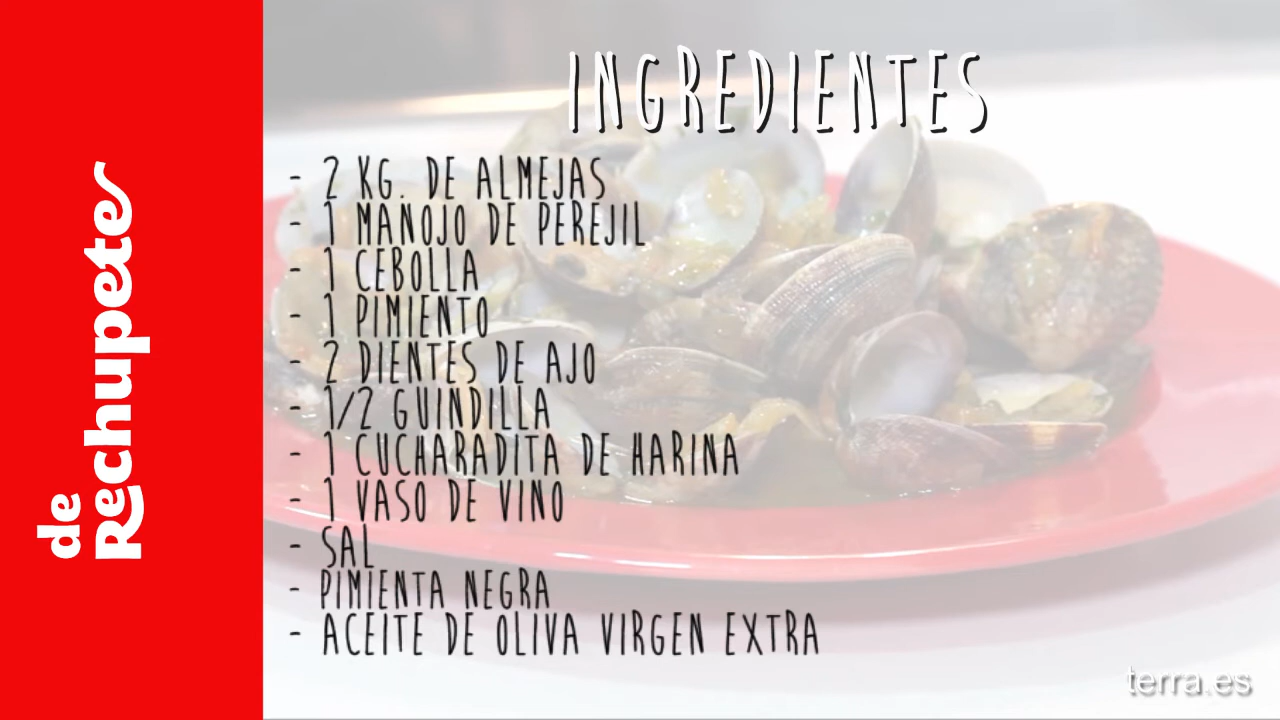 de
Rechupete
INGREDIENTES
- 2 KG. DE ALMEJAS
- 1 MANOJO DE PEREJIL
- 1 CEBOLLA
- 1 PIMIENTO
- 2 DIENTES DE AJO
- 1/2 GUINDILLA
- 1 CUCHARADITA DE HARINA
- 1 VASO DE VINO
- SAL
- PIMIENTA NEGRA
- ACEITE DE OLIVA VIRGEN EXTRA
terra.es